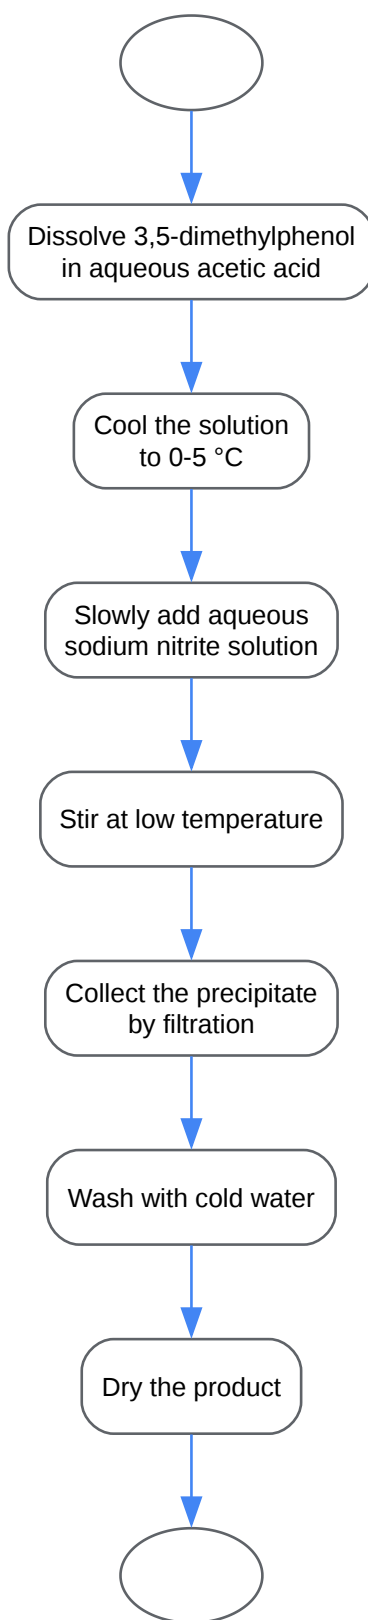 Dissolve 3,5-dimethylphenol
in aqueous acetic acid
Cool the solution
to 0-5 °C
Slowly add aqueous
sodium nitrite solution
Stir at low temperature
Collect the precipitate
by filtration
Wash with cold water
Dry the product